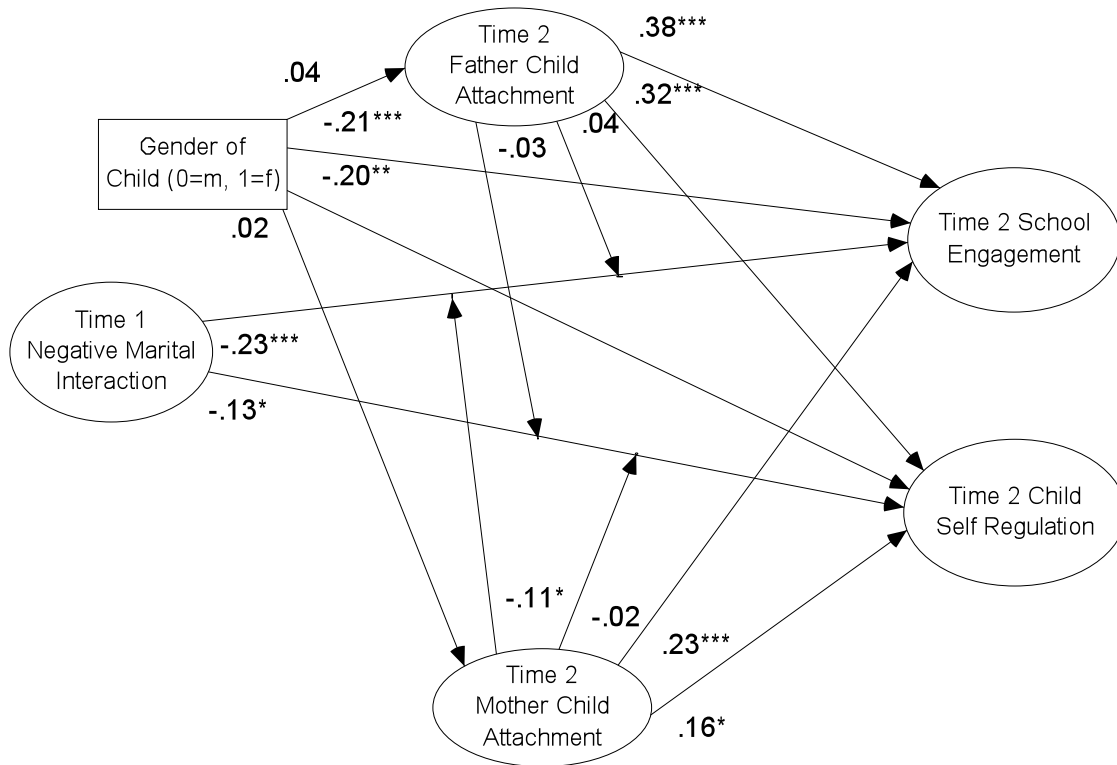 Time 2
Father Child
Attachment
.38***
.32***
.04
-.21***
-.03
.04
Gender of
Child (0=m, 1=f)
-.20**
.02
Time 2 School
Engagement
Time 1
Negative Marital
Interaction
-.23***
-.13*
Time 2 Child
Self Regulation
-.11*
-.02
.23***
Time 2
Mother Child
Attachment
.16*